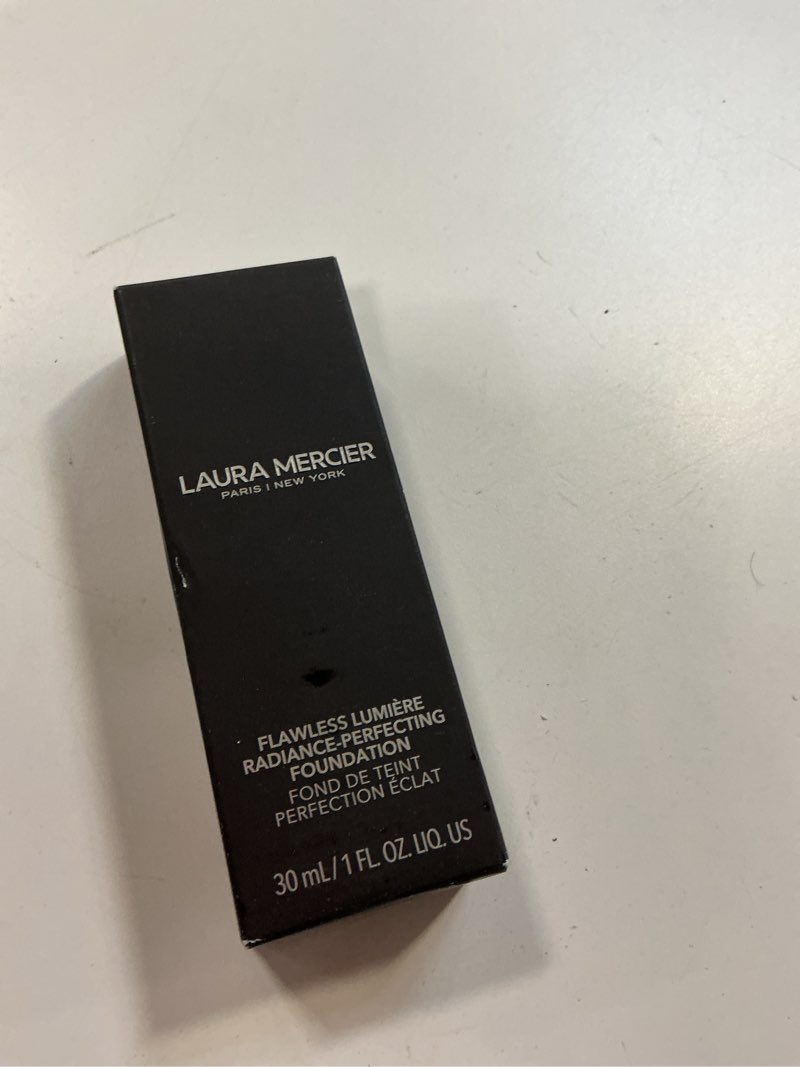 LAURA MERCIER
PARIS | NEW YORK
FLAWLESS LUMIÈRE
RADIANCE-PERFECTING
FOUNDATION
FOND DE TEINT
PERFECTION ÉCLAT
30 mL/1 FL. OZ. LIQ. US